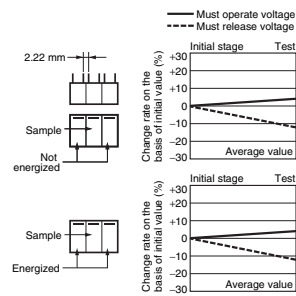 Must operate voltage
Must release voltage
2.22 mm
Sample
Not
energized
Initial stage Test
Change rate on the
basis of initial value (%)
+30
+20
+10
0
−10
−20
−30
Average value
Sample
Energized
Initial stage Test
Change rate on the
basis of initial value (%)
+30
+20
+10
0
−10
−20
−30
Average value